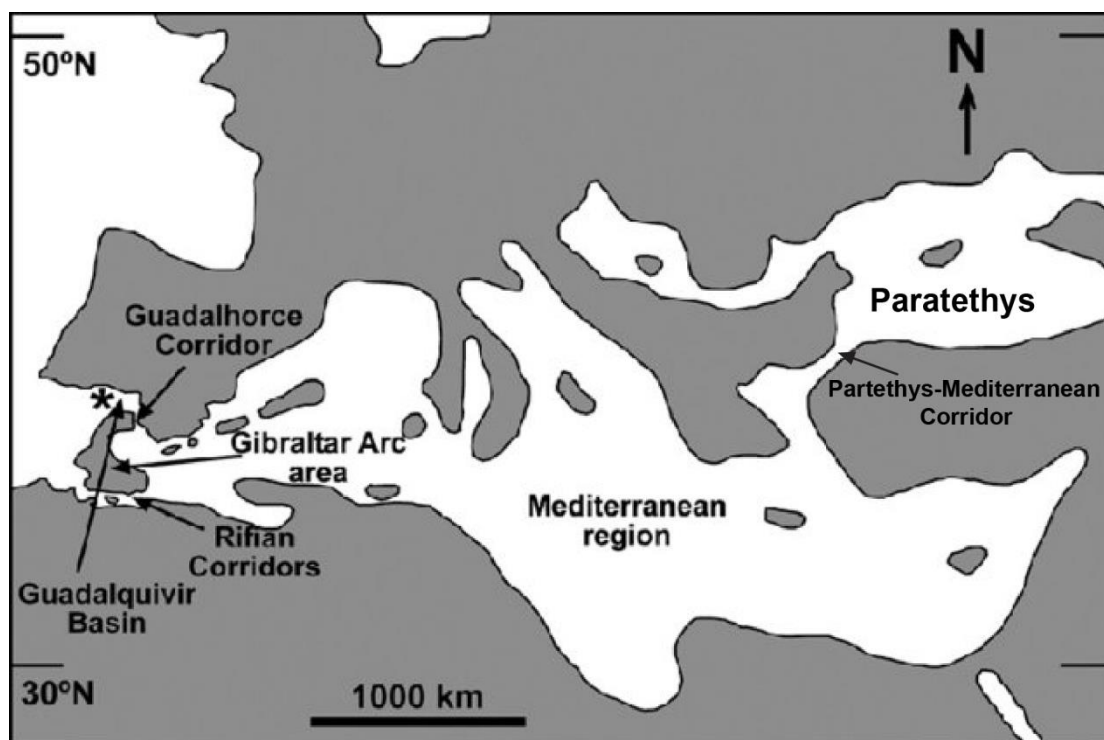 50ºN
N
Guadalhorce
Corridor
Paratethys
Partethys-Mediterranean
Corridor
*
Gibraltar Arc
area
Mediterranean
region
Rifian
Corridors
Guadalquivir
Basin
30ºN
1000 km